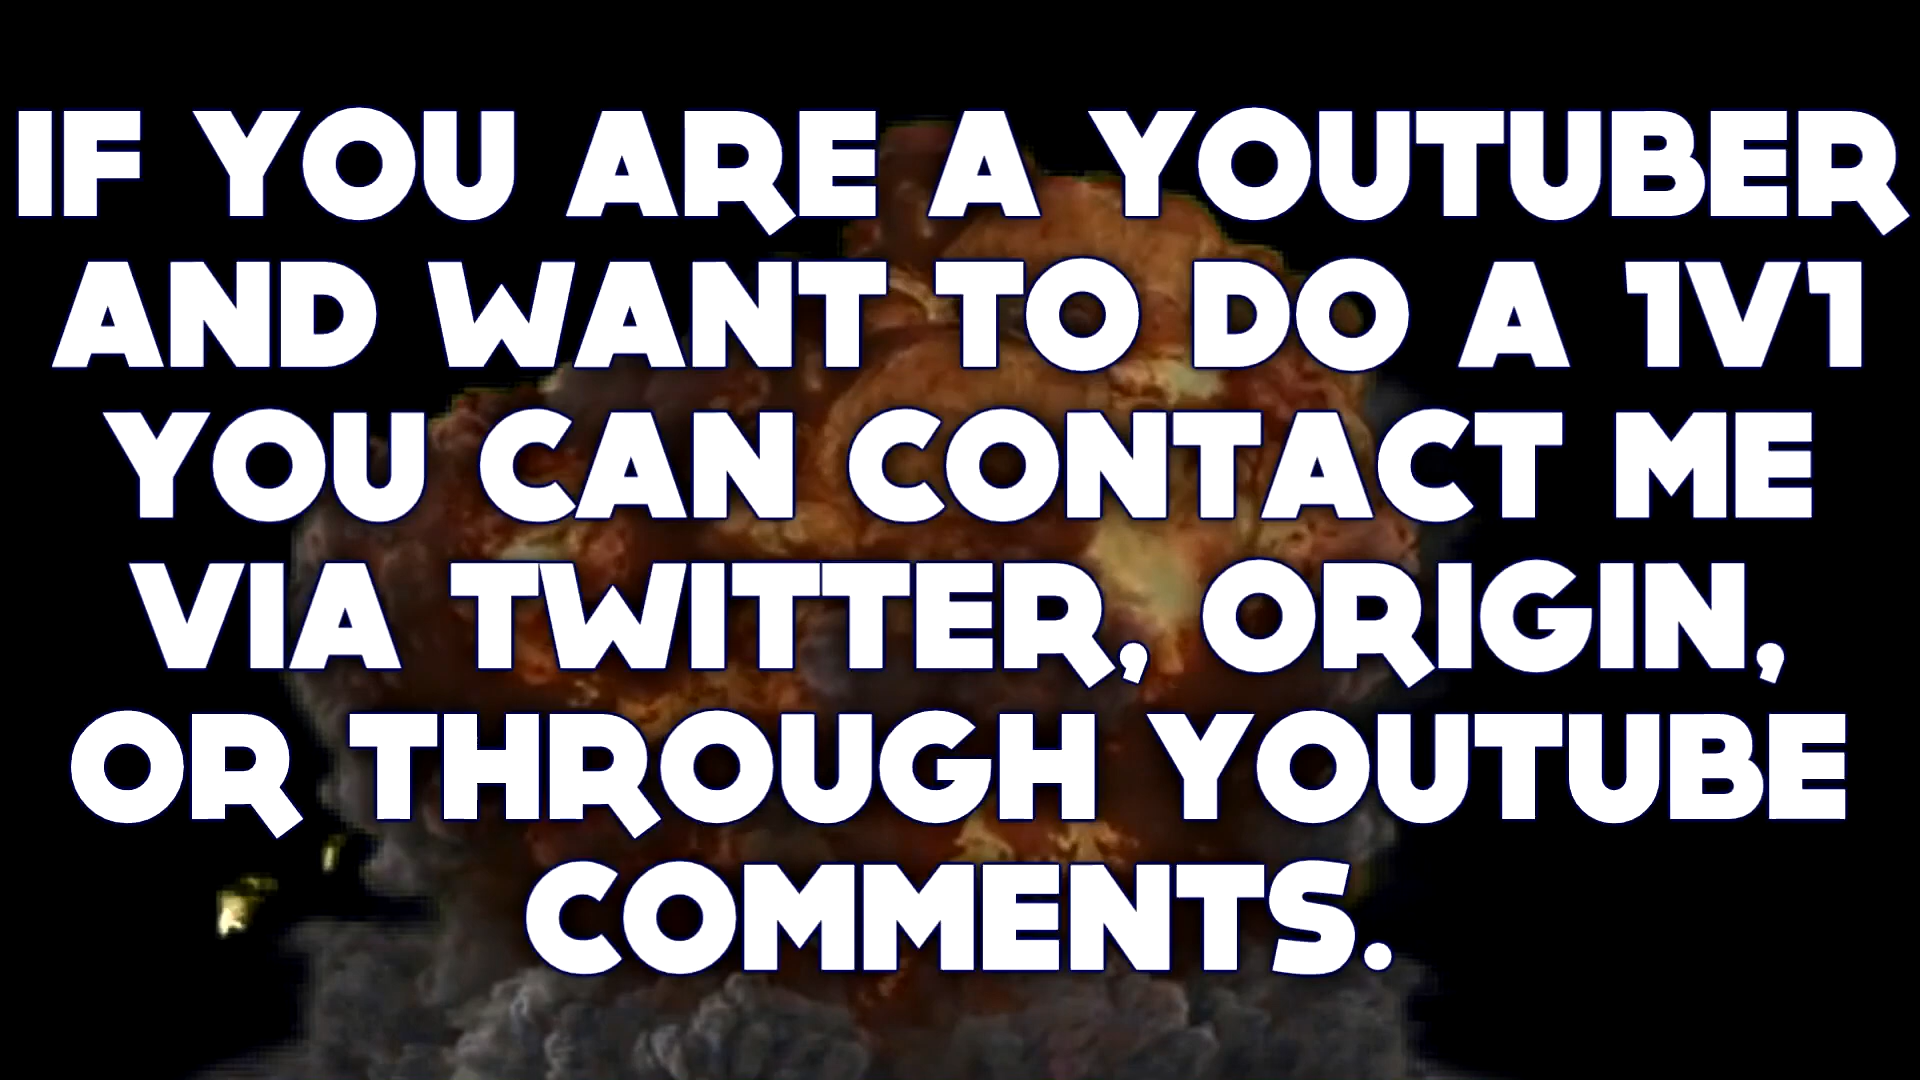 IF YOU ARE A YOUTUBER
AND WANT TO DO A 1V1
YOU CAN CONTACT ME
VIA TWITTER, ORIGIN,
OR THROUGH YOUTUBE
COMMENTS.